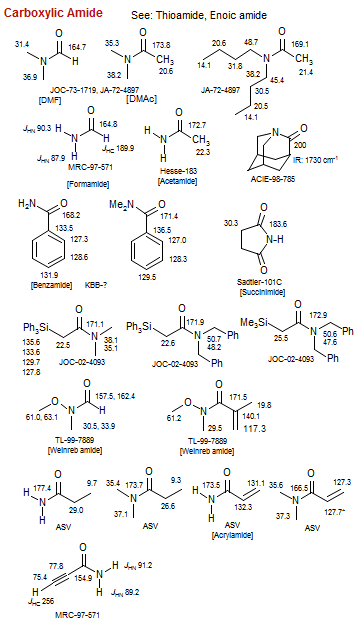 Carboxylic Amide See: Thioamide, Enoic amide
31.4 O 164.7 N H 36.9
35.3 O 173.8 N CH3 20.6 38.2
20.6 48.7 O 169.1 N CH3 21.4 14.1 31.8 38.2 45.4 30.5 20.5 14.1
JOC-73-1719, JA-72-4897
[DMF] [DMAc]
JA-72-4897
JHN 90.3 H O 164.8 N H JHC 189.9 JHN 87.9 H
MRC-97-571
[Formamide]
H O 172.7 N CH3 22.3 H
Hesse-183
[Acetamide]
N O 200
IR: 1730 cm-1
ACIE-98-785
H2N O 168.2 133.5 127.3 128.6 131.9
[Benzamide] KBB-?
Me2N O 171.4 136.5 127.0 128.3 129.5
O 30.3 183.6 N-H O
Sadtler-101C
[Succinimide]
O 171.1 Ph3Si N 22.5 38.1 35.1
135.6
133.6
129.7
127.8
JOC-02-4093
O 171.9 Ph3Si N Ph 22.6 50.7 48.2 Ph
JOC-02-4093
O 172.9 Me3Si N Ph 25.5 50.6 47.6 Ph
JOC-02-4093
O 157.5, 162.4 O N H 61.0, 63.1 30.5, 33.9
TL-99-7889
[Weinreb amide]
O 171.5 19.8 O N 140.1 61.2 29.5 117.3
TL-99-7889
[Weinreb amide]
O 9.7 H 177.4 N 29.0 H
ASV
O 9.3 35.4 173.7 N 26.6 37.1
ASV
O 131.1 H 173.5 N 132.3 H
ASV
[Acrylamide]
O 127.3 35.6 166.5 N 127.7* 37.3
ASV
O 77.8 H JHN 91.2 75.4 154.9 N H JHN 89.2 H
JHC 256
MRC-97-571